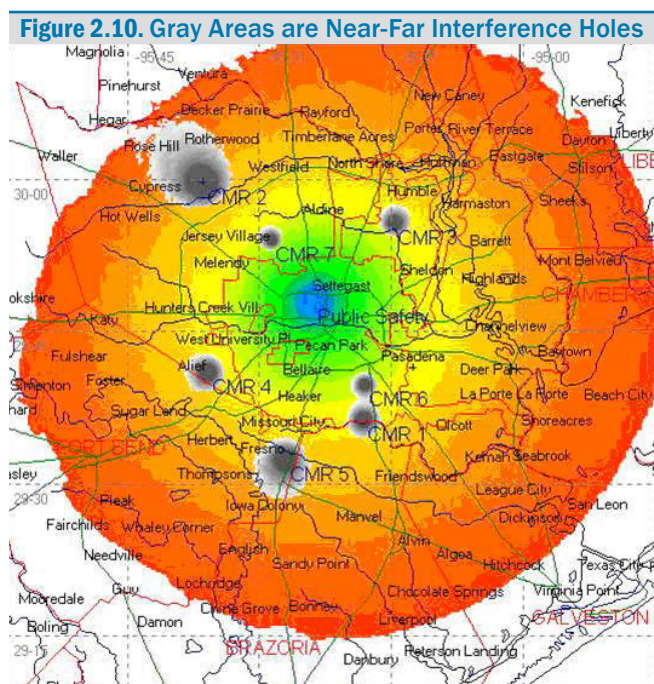 Figure 2.10. Gray Areas are Near-Far Interference Holes
Magnolia
-95-45
-95-00
Ventura
Pinehurst
New Caney
Kenefick
Decker Prairie
Rayford
Hegar
Timberlane Acres
Porter
River Terrace
Dayton
Liberty
Rose Hill
Rotherwood
Waller
Westfield
North Shore
Huffman
Eastgate
Stilson
LIBE
30-00
Cypress
CMR 2
Humble
Harmaston
Sheeks
Hot Wells
Aldine
CMR 3
Jersey Village
CMR 7
Barrett
Melendy
Sheldon
Mont Belvieu
Settegast
Highlands
CHAMBERS
ookshire
Hunters Creek Vill
Public Safety
Katy
Channelview
West University Pl
Pecan Park
Baytown
Fulshear
Alief
Pasadena
Bellaire
Deer Park
Simonton
Foster
CMR 4
CMR 6
La Porte
La Porte
Beach City
Heaker
Sugar Land
Missouri City
CMR 1
Olcott
Shoreacres
FORT BEND
Herbert
Fresno
Kemah
Seabrook
Thompsons
CMR 5
Friendswood
League City
29-30
Pleak
Iowa Colony
San Leon
Fairchilds
Whaley Corner
Manvel
Dickinson
Needville
English
Alvin
Algoa
Sandy Point
Hitchcock
Texas City
Guy
Lochridge
Chocolate Springs
Virginia Point
Mooredale
China Grove
Bonney
Liverpool
GALVESTON
Boling
Damon
29-15
BRAZORIA
Danbury
Peterson Landing